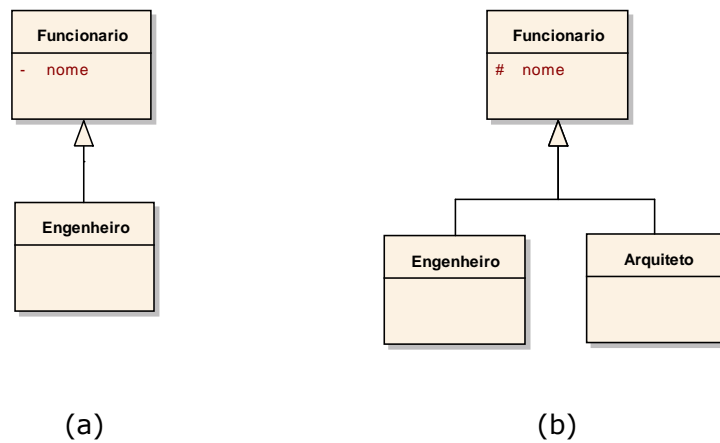 Funcionario
- nome
Engenheiro
(a)
Funcionario
# nome
Engenheiro
Arquiteto
(b)